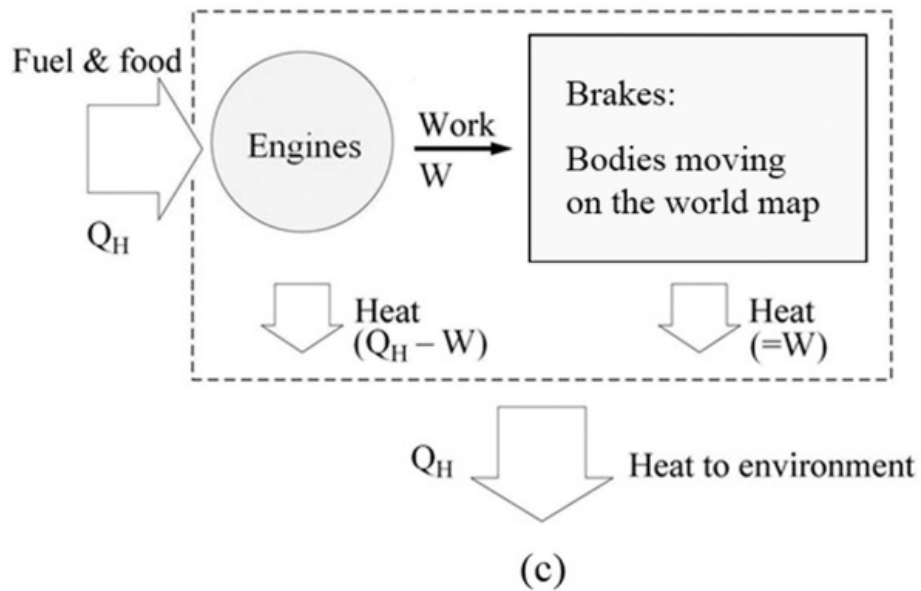 Fuel & food
Q_H
Engines
Work
W
Brakes:
Bodies moving
on the world map
Heat
(Q_H – W)
Heat
(=W)
Q_H
Heat to environment
(c)